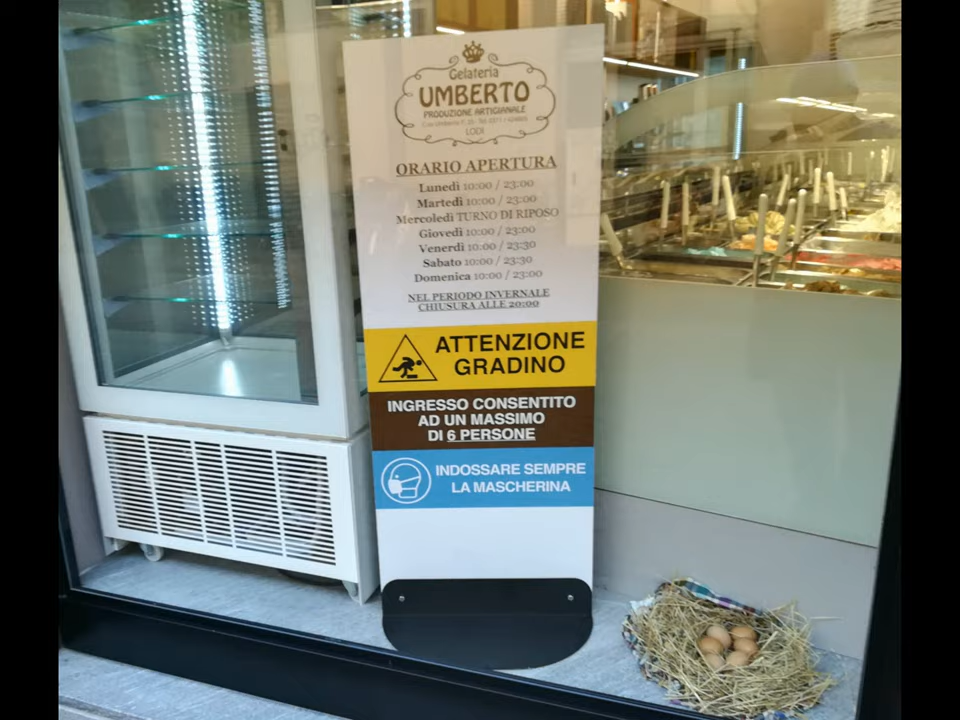 Gelateria
UMBERTO
PRODUZIONE ARTIGIANALE
LODI
ORARIO APERTURA
Lunedì 10:00 / 23:00
Martedì 10:00 / 23:00
Mercoledì TURNO DI RIPOSO
Giovedì 10:00 / 23:00
Venerdì 10:00 / 23:30
Sabato 10:00 / 23:30
Domenica 10:00 / 23:00
NEL PERIODO INVERNALE
CHIUSURA ALLE 20:00
ATTENZIONE
GRADINO
INGRESSO CONSENTITO
AD UN MASSIMO
DI 6 PERSONE
INDOSSARE SEMPRE
LA MASCHERINA